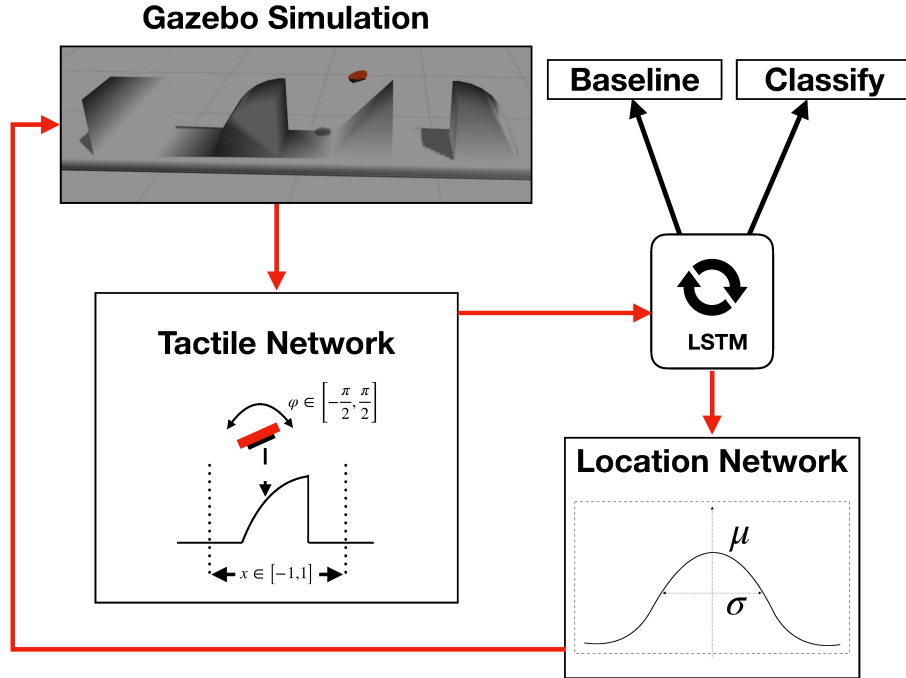 Gazebo Simulation
Baseline
Classify
LSTM
Tactile Network
φ ∈ [-π/2, π/2]
x ∈ [-1,1]
Location Network
μ
σ